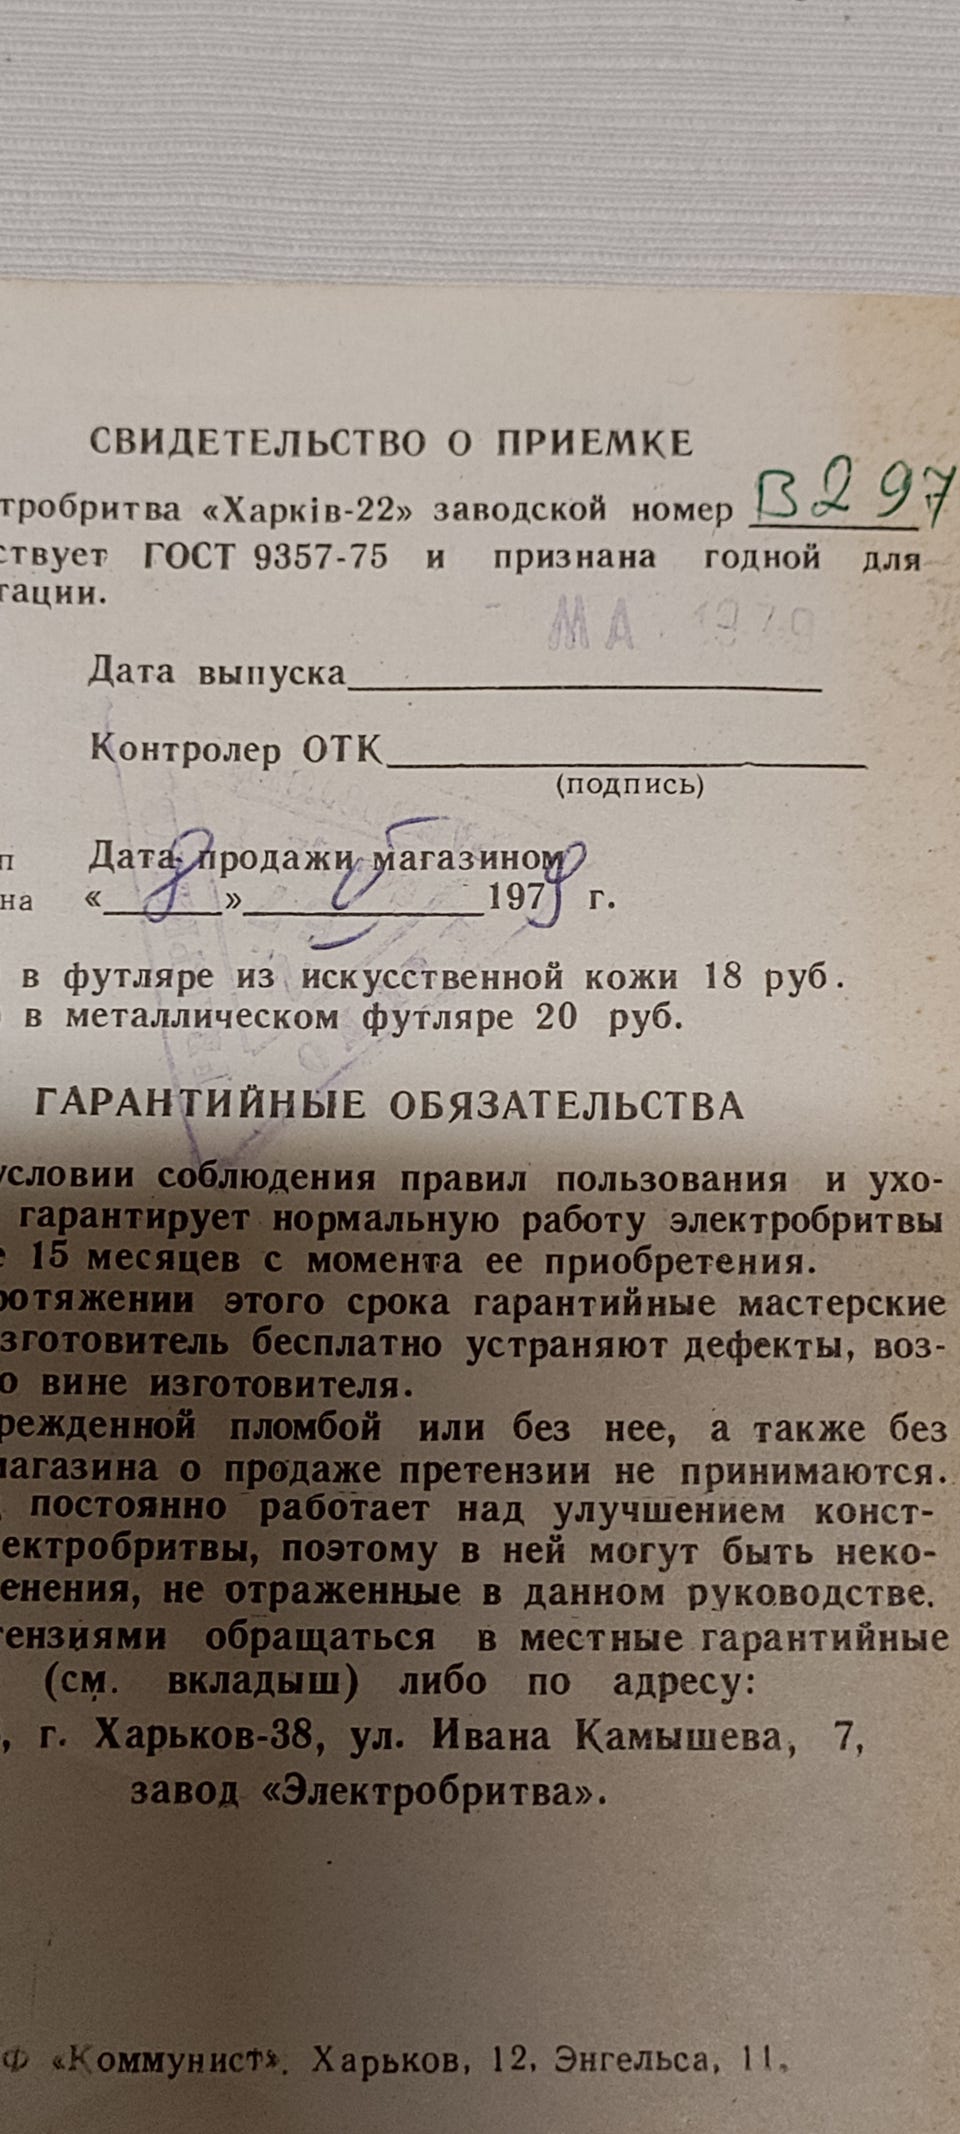 СВИДЕТЕЛЬСТВО О ПРИЕМКЕ
тробритва «Харкiв-22» заводской номер В297
ствует ГОСТ 9357-75 и признана годной для
тации.
МА 1979
Дата выпуска
Контролер ОТК
(подпись)
п Дата продажи магазином
на «8» V 1979 г.
в футляре из искусственной кожи 18 руб.
в металлическом футляре 20 руб.
ГАРАНТИЙНЫЕ ОБЯЗАТЕЛЬСТВА
условии соблюдения правил пользования и ухо-
гарантирует нормальную работу электробритвы
е 15 месяцев с момента ее приобретения.
ротяжении этого срока гарантийные мастерские
зготовитель бесплатно устраняют дефекты, воз-
о вине изготовителя.
режденной пломбой или без нее, а также без
магазина о продаже претензии не принимаются.
постоянно работает над улучшением конст-
ектробритвы, поэтому в ней могут быть неко-
енения, не отраженные в данном руководстве.
тензиями обращаться в местные гарантийные
(см. вкладыш) либо по адресу:
, г. Харьков-38, ул. Ивана Камышева, 7,
завод «Электробритва».
Ф «Коммунист». Харьков, 12, Энгельса, 11.